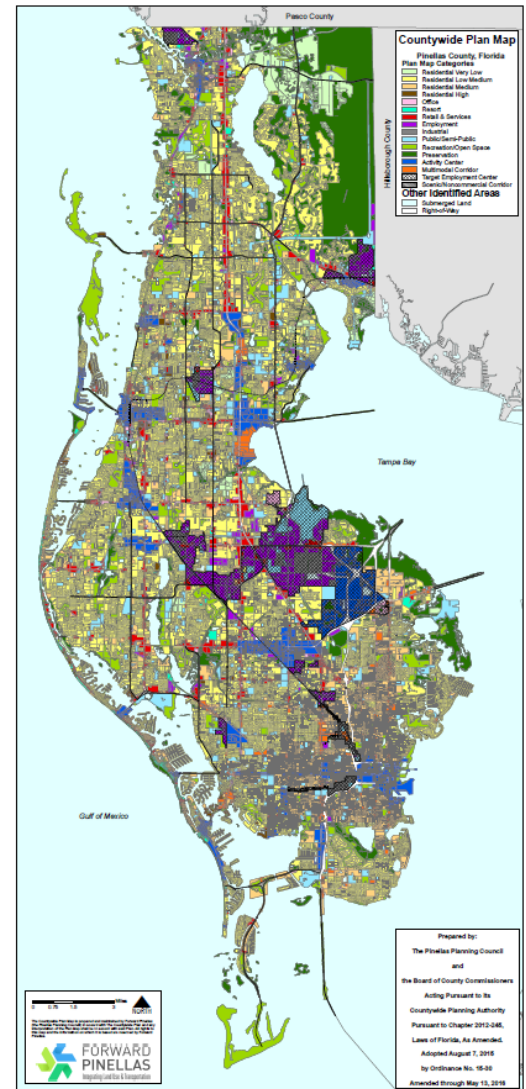 Pasco County
Countywide Plan Map
Pinellas County, Florida
Plan Map Categories
Residential Very Low
Residential Low Medium
Residential Medium
Residential High
Office
Resort
Retail & Services
Employment
Industrial
Public/Semi-Public
Recreation/Open Space
Preservation
Activity Center
Multimodal Corridor
Target Employment Center
Scenic/Noncommercial Corridor
Other Identified Areas
Submerged Land
Right-of-Way
Hillsborough County
Tampa Bay
Gulf of Mexico
Miles
NORTH
FORWARD
PINELLAS
Integrating Land Use & Transportation
Prepared by:
The Pinellas Planning Council
and
the Board of County Commissioners
Acting Pursuant to Its
Countywide Planning Authority
Pursuant to Chapter 2012-245,
Laws of Florida, As Amended.
Adopted August 7, 2015
by Ordinance No. 15-30
Amended through May 13, 2016